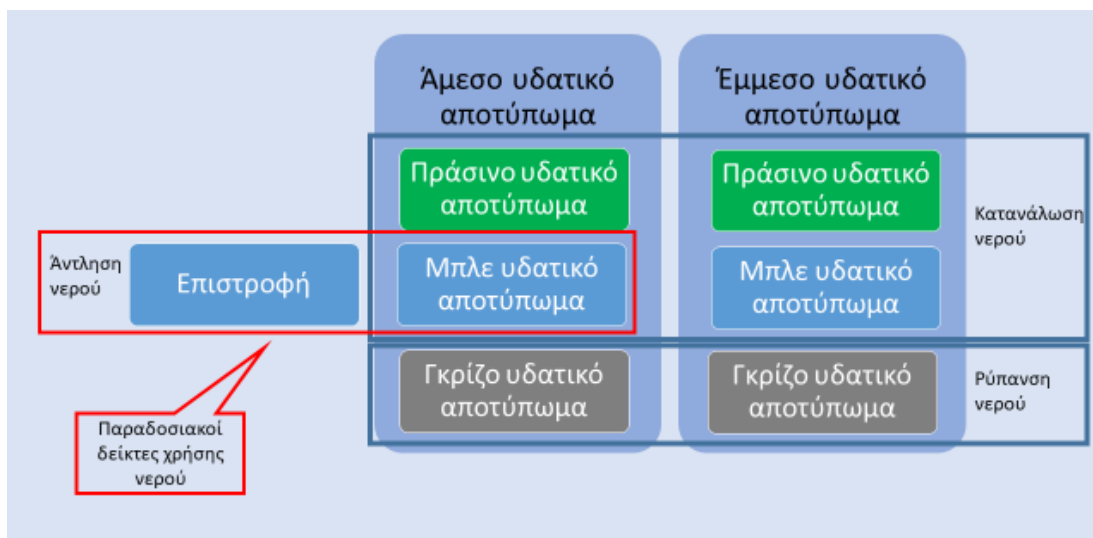 Άμεσο υδατικό
αποτύπωμα
Έμμεσο υδατικό
αποτύπωμα
Πράσινο υδατικό
αποτύπωμα
Πράσινο υδατικό
αποτύπωμα
Κατανάλωση
νερού
Άντληση
νερού
Επιστροφή
Μπλε υδατικό
αποτύπωμα
Μπλε υδατικό
αποτύπωμα
Γκρίζο υδατικό
αποτύπωμα
Γκρίζο υδατικό
αποτύπωμα
Ρύπανση
νερού
Παραδοσιακοί
δείκτες χρήσης
νερού